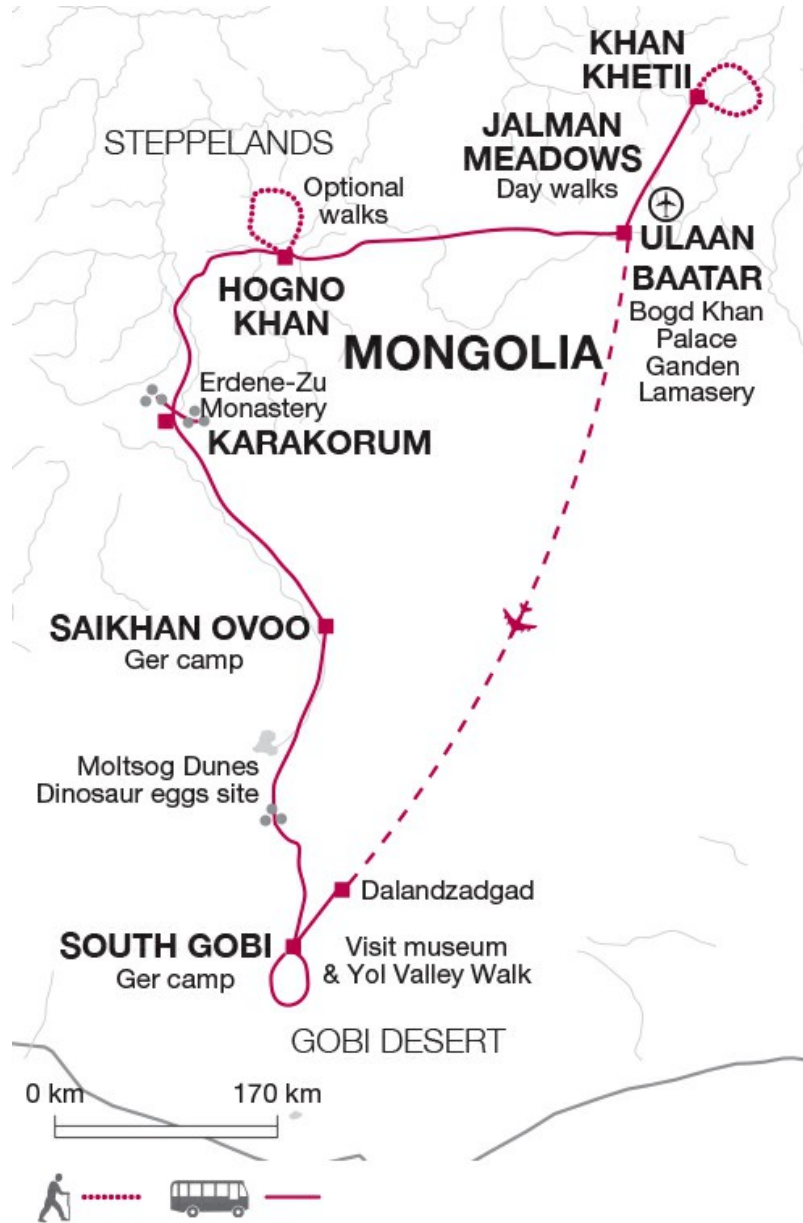 KHAN
KHETII
JALMAN
MEADOWS
Day walks
STEPPELANDS
Optional
walks
ULAAN
BAATAR
Bogd Khan
Palace
Ganden
Lamasery
HOGNO
KHAN
MONGOLIA
Erdene-Zu
Monastery
KARAKORUM
SAIKHAN OVOO
Ger camp
Moltsog Dunes
Dinosaur eggs site
Dalandzadgad
SOUTH GOBI
Ger camp
Visit museum
& Yol Valley Walk
GOBI DESERT
0 km 170 km